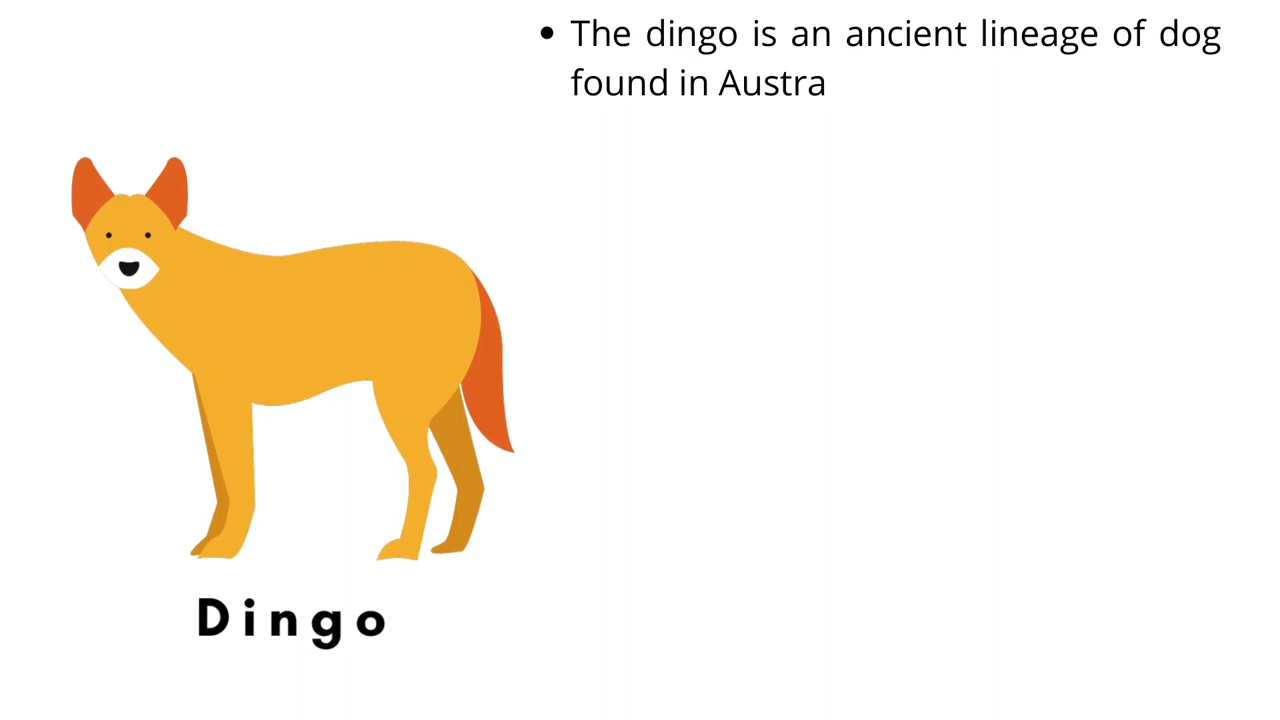 • The dingo is an ancient lineage of dog
found in Austra
Dingo